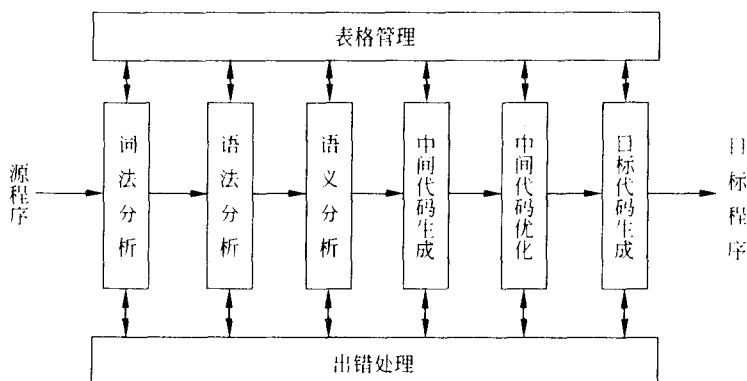 表格管理
源程序
词法分析
语法分析
语义分析
中间代码生成
中间代码优化
目标代码生成
目标程序
出错处理